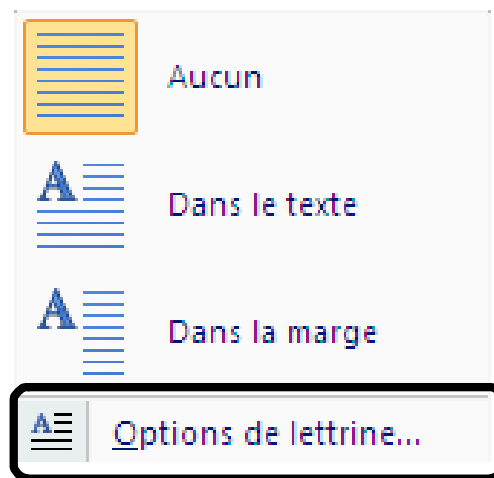 Aucun
Dans le texte
Dans la marge
Options de lettrine...